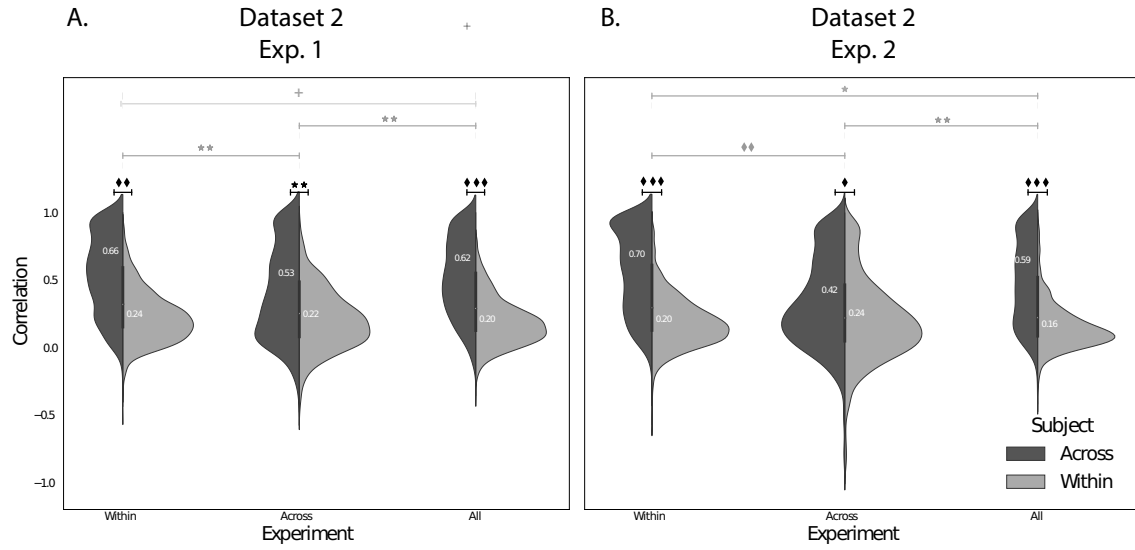 A.
Dataset 2
Exp. 1
+
+
**
**
♦♦
**
♦♦♦
Correlation
1.0
0.5
0.0
−0.5
−1.0
0.66
0.24
0.53
0.22
0.62
0.20
Within
Across
All
Experiment
B.
Dataset 2
Exp. 2
*
**
♦♦
♦♦♦
♦
♦♦♦
0.70
0.20
0.42
0.24
0.59
0.16
Subject
Across
Within
Within
Across
All
Experiment